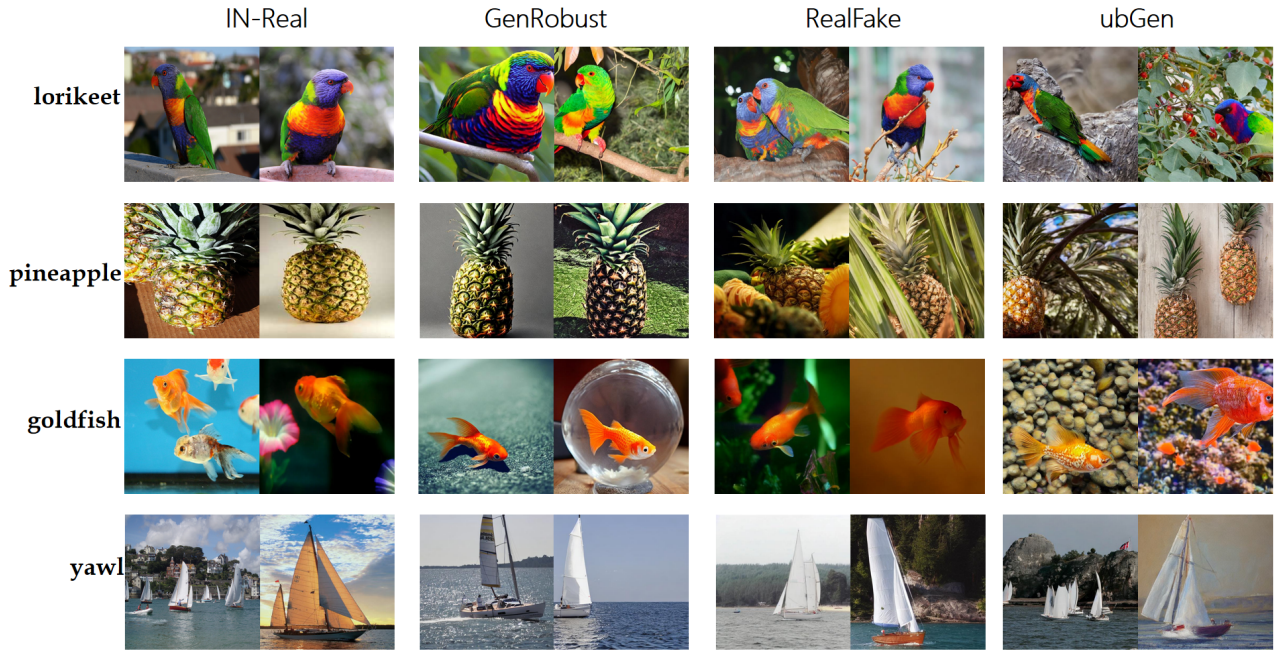 IN-Real GenRobust RealFake ubGen
lorikeet
pineapple
goldfish
yawl